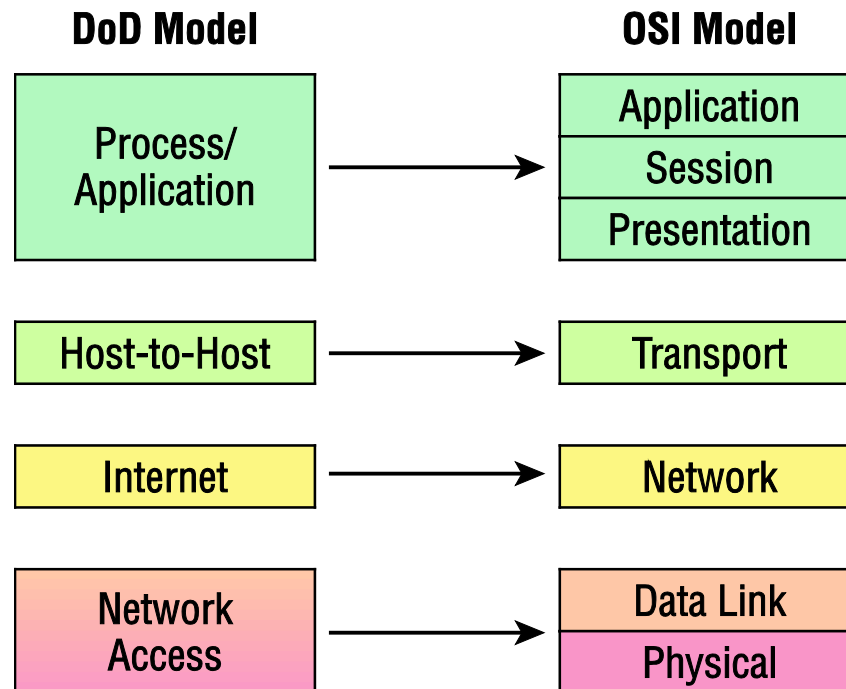 DoD Model
OSI Model
Process/
Application
Application
Session
Presentation
Host-to-Host
Transport
Internet
Network
Network
Access
Data Link
Physical